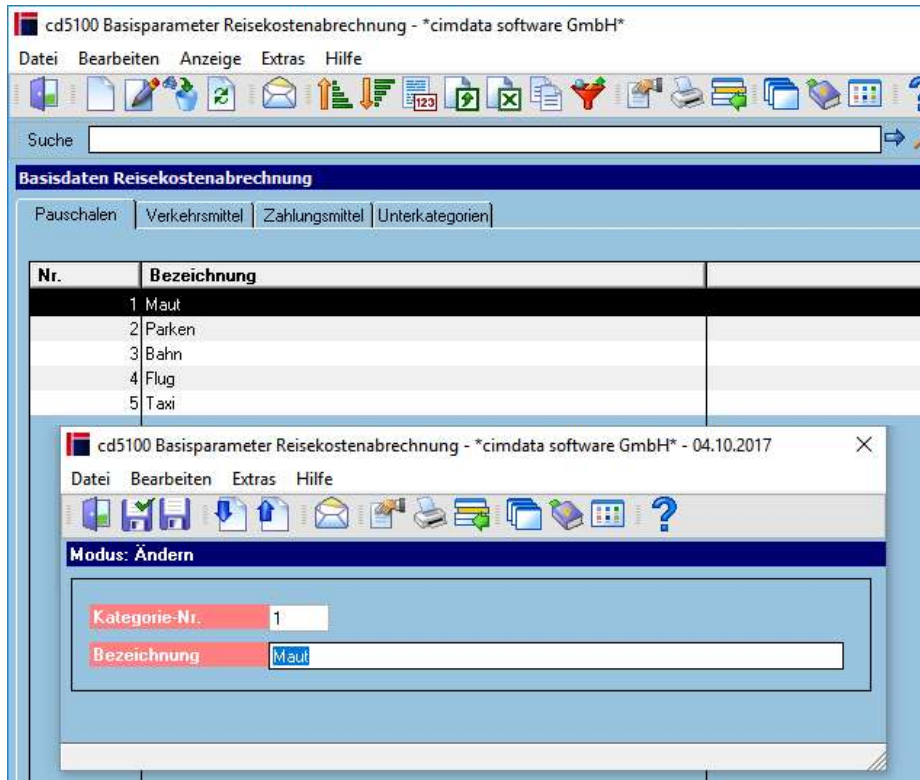 cd5100 Basisparameter Reisekostenabrechnung - *cimdata software GmbH*
Datei Bearbeiten Anzeige Extras Hilfe
123
Suche
Basisdaten Reisekostenabrechnung
Pauschalen Verkehrsmittel Zahlungsmittel Unterkategorien
Nr. Bezeichnung
1 Maut
2 Parken
3 Bahn
4 Flug
5 Taxi
cd5100 Basisparameter Reisekostenabrechnung - *cimdata software GmbH* - 04.10.2017
Datei Bearbeiten Extras Hilfe
Modus: Ändern
Kategorie-Nr. 1
Bezeichnung Maut